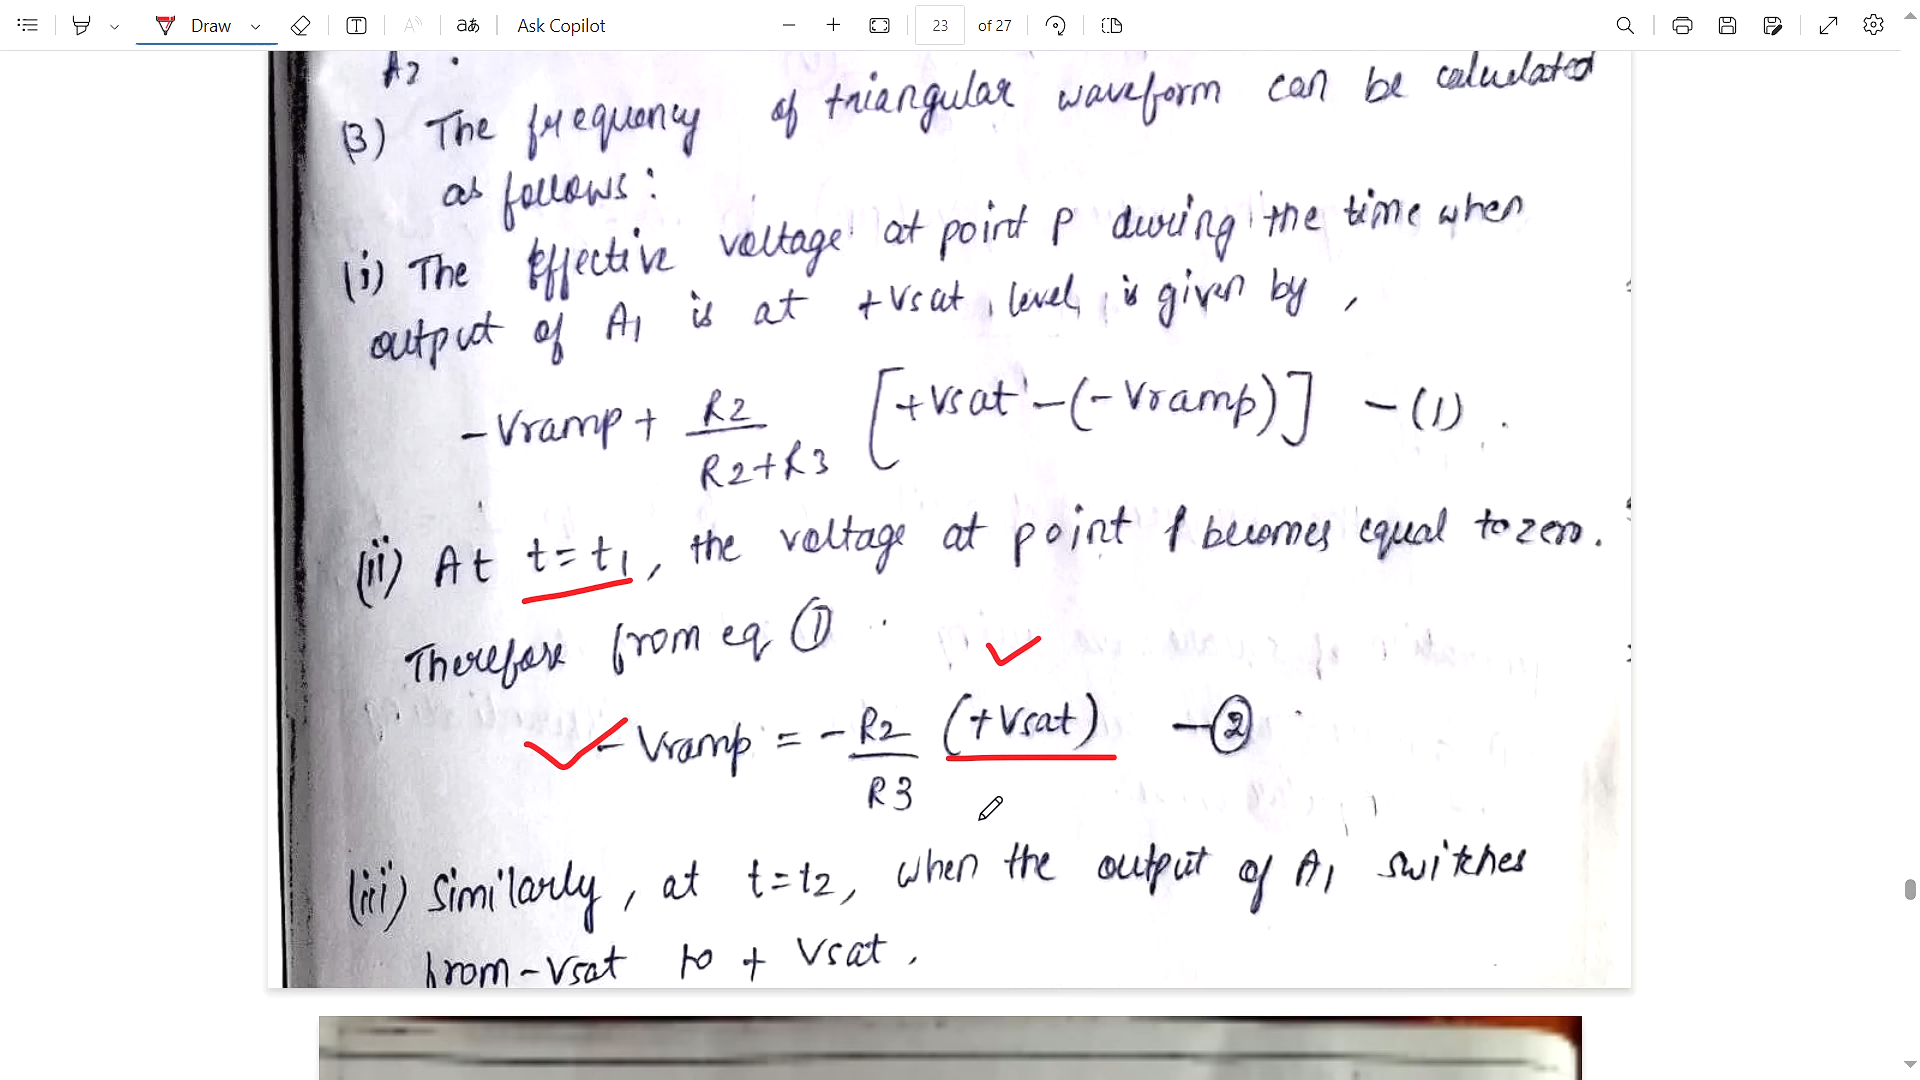 Draw
T
A
aあ
Ask Copilot
23 of 27
A2.
(3) The frequency of triangular waveform can be calculated
as follows:
(i) The Effective voltage at point P during the time when
output of A1 is at +Vsat level is given by,
-Vramp + R2/R2+R3 [+Vsat - (-Vramp)] - (1)
(ii) At t=t1, the voltage at point P becomes equal to zero.
Therefore from eq ①
-Vramp = -R2/R3 (+Vsat) - ②
(iii) Similarly, at t=t2, when the output of A1 switches
from -Vsat to + Vsat,